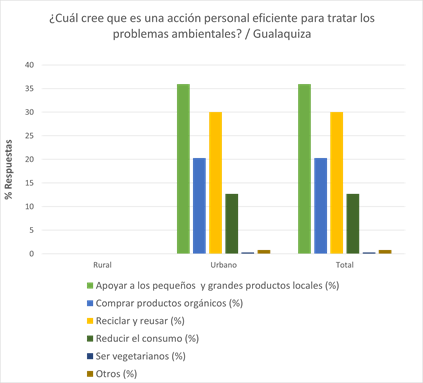 ¿Cuál cree que es una acción personal eficiente para tratar los
problemas ambientales? / Gualaquiza
% Respuestas
40
35
30
25
20
15
10
5
0
Rural
Urbano
Total
Apoyar a los pequeños y grandes productos locales (%)
Comprar productos orgánicos (%)
Reciclar y reusar (%)
Reducir el consumo (%)
Ser vegetarianos (%)
Otros (%)